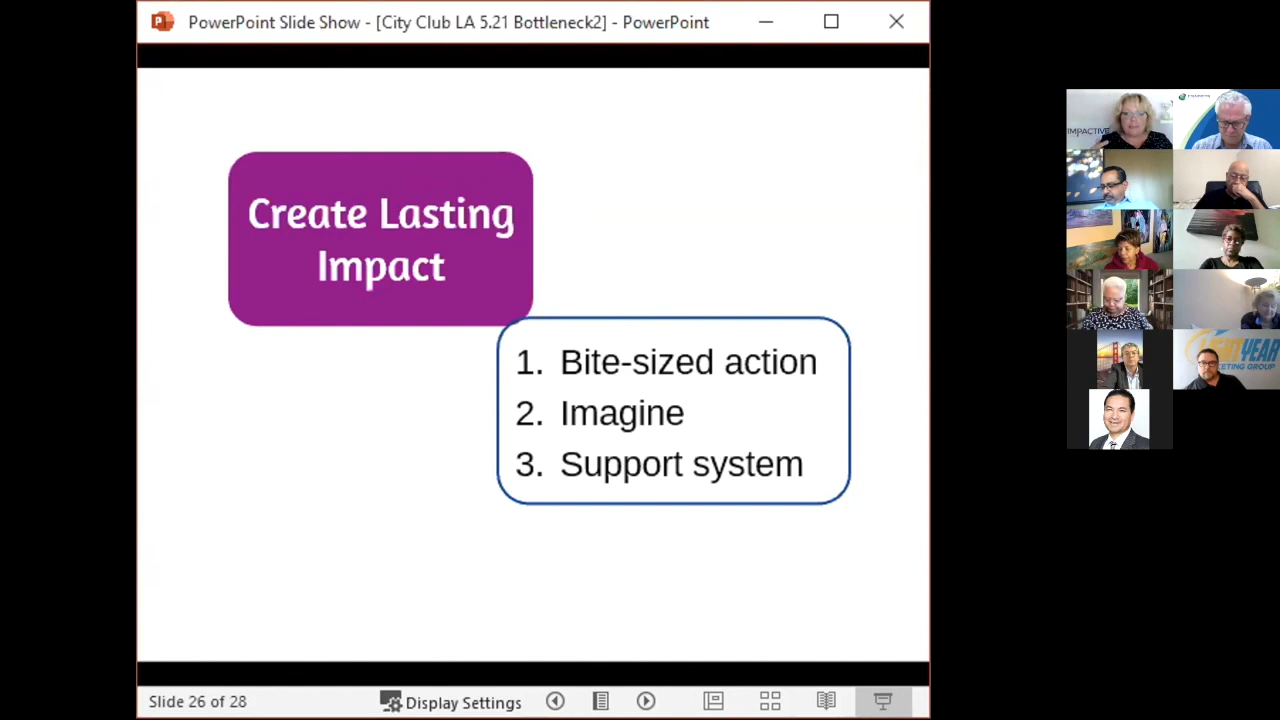 PowerPoint Slide Show - [City Club LA 5.21 Bottleneck2] - PowerPoint
Create Lasting
Impact
1. Bite-sized action
2. Imagine
3. Support system
Slide 26 of 28
Display Settings
IMPACTIVE